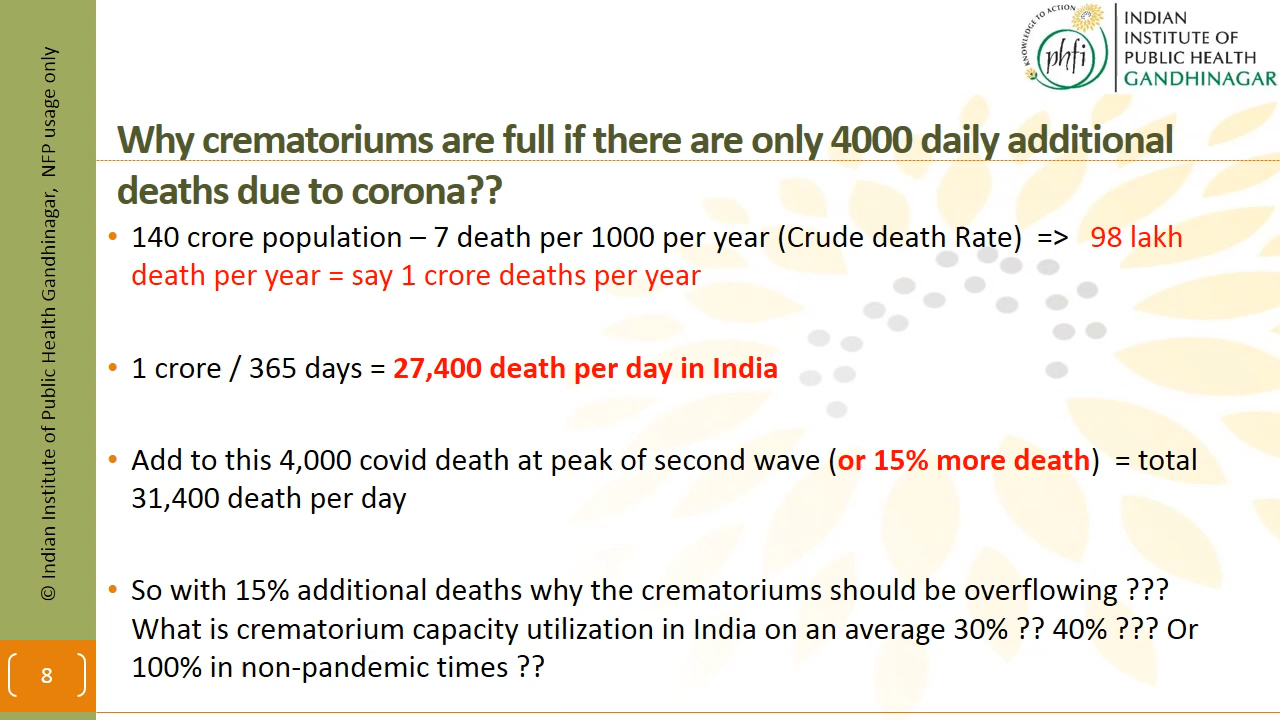 KNOWLEDGE TO ACTION
phfi
INDIAN
INSTITUTE OF
PUBLIC HEALTH
GANDHINAGAR
© Indian Institute of Public Health Gandhinagar,  NFP usage only
Why crematoriums are full if there are only 4000 daily additional
deaths due to corona??
• 140 crore population – 7 death per 1000 per year (Crude death Rate)  =>   98 lakh
death per year = say 1 crore deaths per year
• 1 crore / 365 days = 27,400 death per day in India
• Add to this 4,000 covid death at peak of second wave (or 15% more death)  = total
31,400 death per day
• So with 15% additional deaths why the crematoriums should be overflowing ???
What is crematorium capacity utilization in India on an average 30% ?? 40% ??? Or
100% in non-pandemic times ??
8